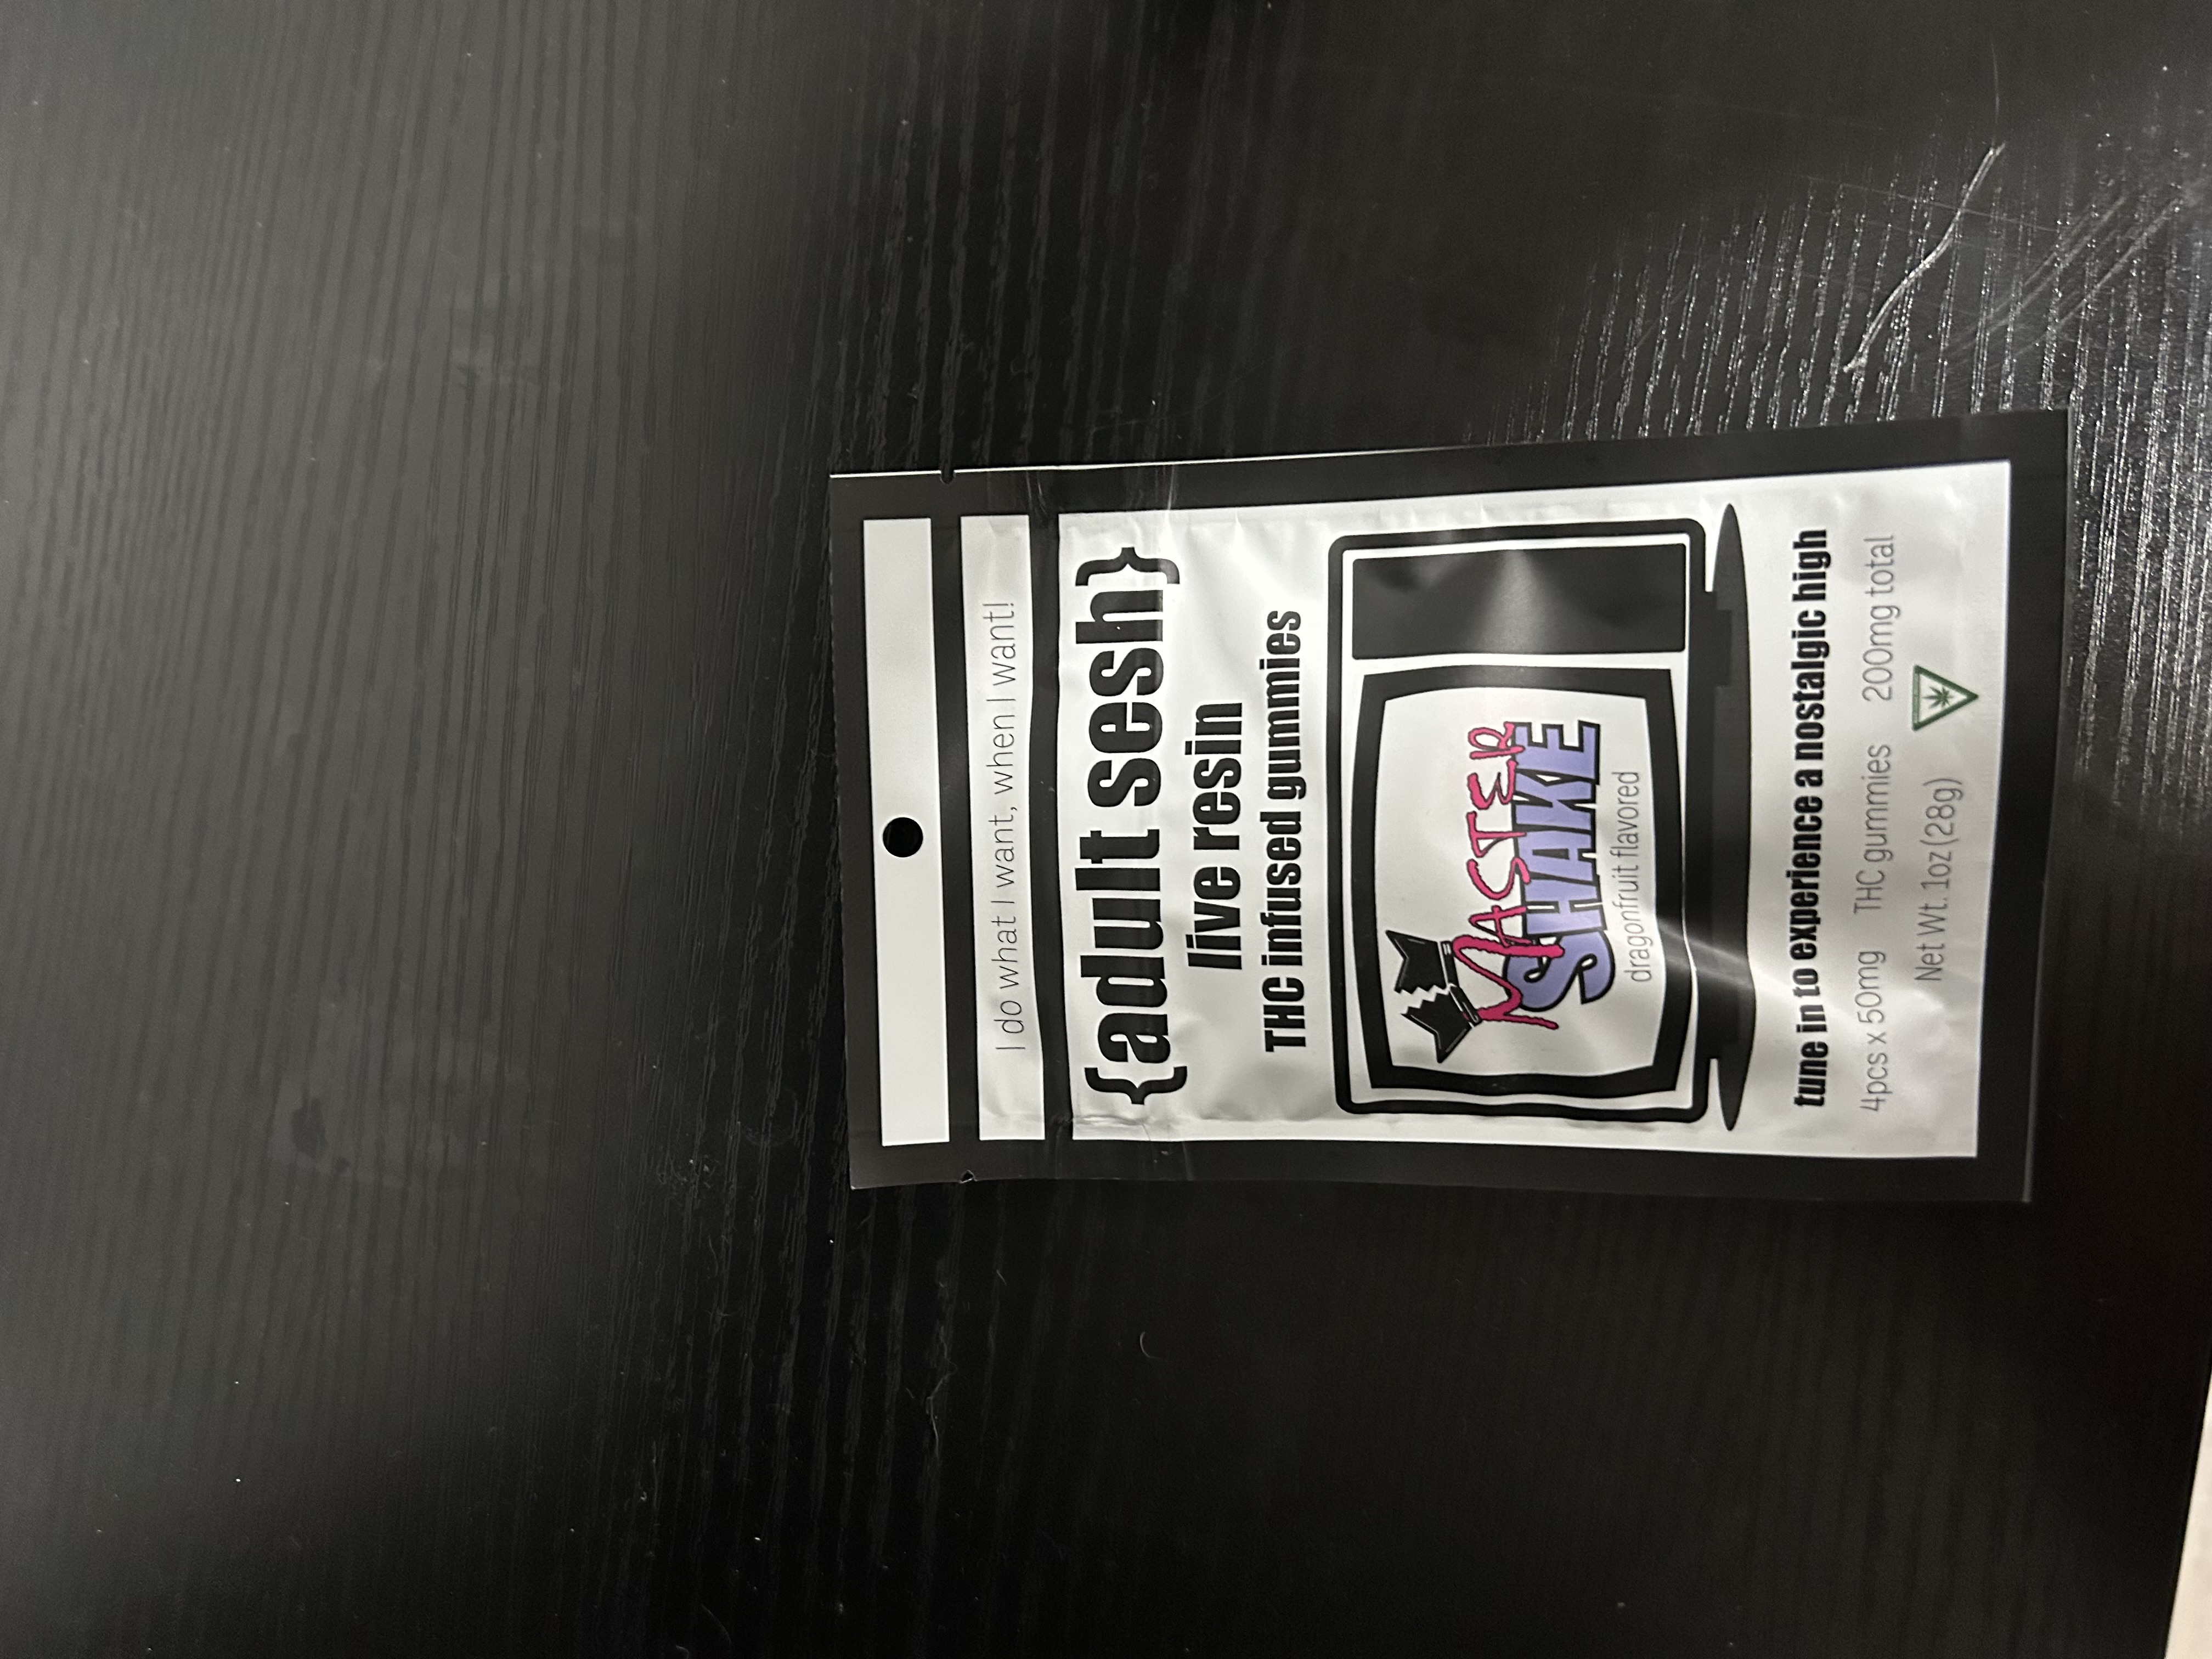 I do what I want, when I want!
{adult sesh}
live resin
THC infused gummies
MASTER
SHAKE
dragonfruit flavored
tune in to experience a nostalgic high
4pcs x 50mg THC gummies 200mg total
Net Wt. 1oz (28g)